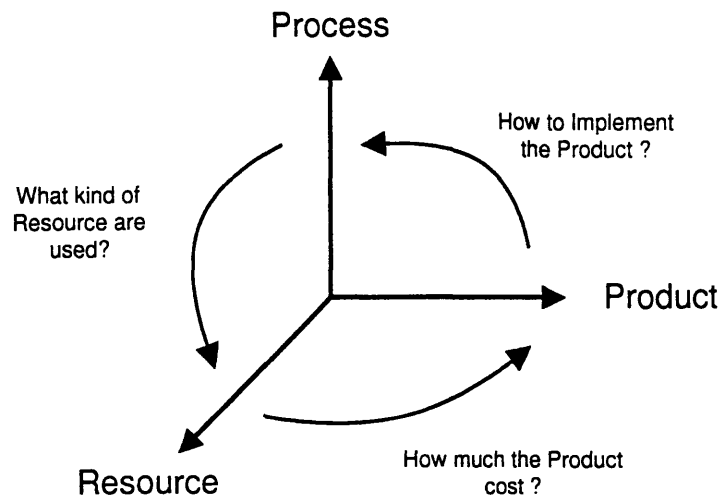 Process
How to Implement
the Product ?
What kind of
Resource are
used?
Product
How much the Product
cost ?
Resource